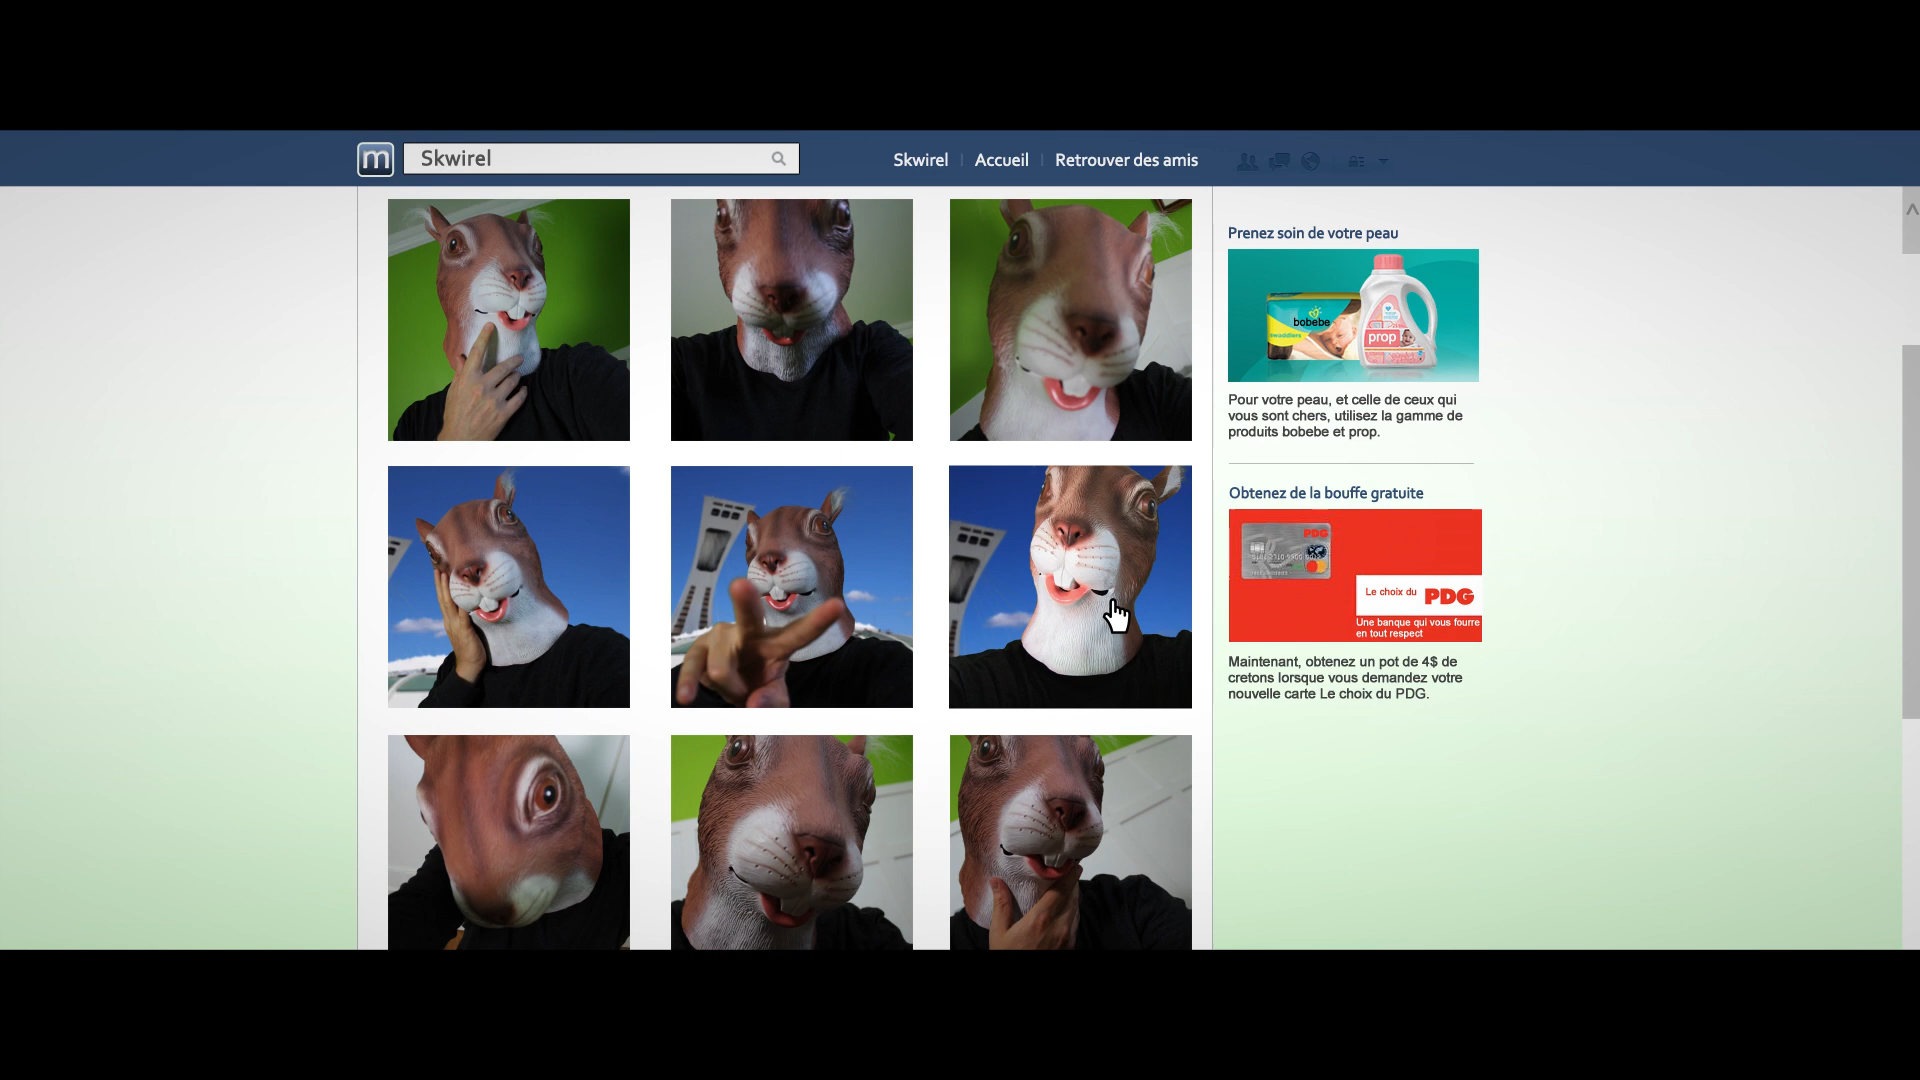 m
Skwirel
Skwirel
Accueil
Retrouver des amis
Prenez soin de votre peau
bobebe
swaddlers
prop
Pour votre peau, et celle de ceux qui
vous sont chers, utilisez la gamme de
produits bobebe et prop.
Obtenez de la bouffe gratuite
PDG
Le choix du PDG
Une banque qui vous fourre
en tout respect
Maintenant, obtenez un pot de 4$ de
cretons lorsque vous demandez votre
nouvelle carte Le choix du PDG.